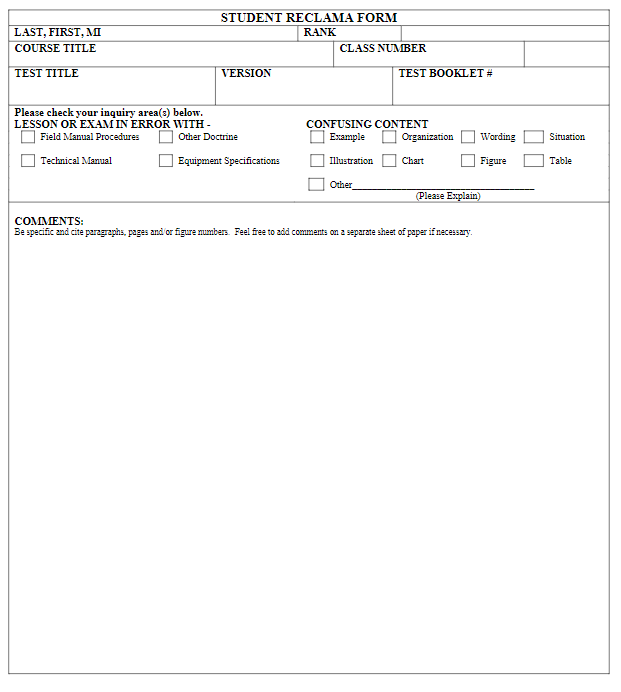 STUDENT RECLAMA FORM
LAST, FIRST, MI RANK
COURSE TITLE CLASS NUMBER
TEST TITLE VERSION TEST BOOKLET #
Please check your inquiry area(s) below.
LESSON OR EXAM IN ERROR WITH - CONFUSING CONTENT
Field Manual Procedures Other Doctrine Example Organization Wording Situation
Technical Manual Equipment Specifications Illustration Chart Figure Table
Other___________________________________
(Please Explain)
COMMENTS:
Be specific and cite paragraphs, pages and/or figure numbers. Feel free to add comments on a separate sheet of paper if necessary.